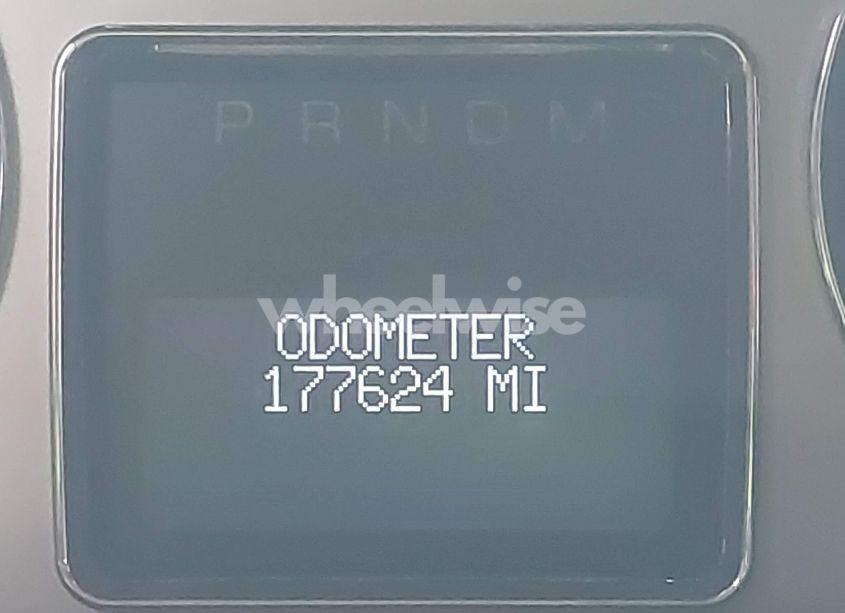 P R N D M
wheelwise
ODOMETER
177624 MI